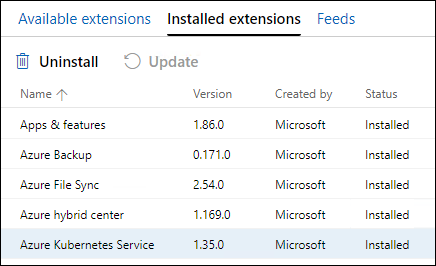 Available extensions Installed extensions Feeds
Uninstall Update
Name Version Created by Status
Apps & features 1.86.0 Microsoft Installed
Azure Backup 0.171.0 Microsoft Installed
Azure File Sync 2.54.0 Microsoft Installed
Azure hybrid center 1.169.0 Microsoft Installed
Azure Kubernetes Service 1.35.0 Microsoft Installed